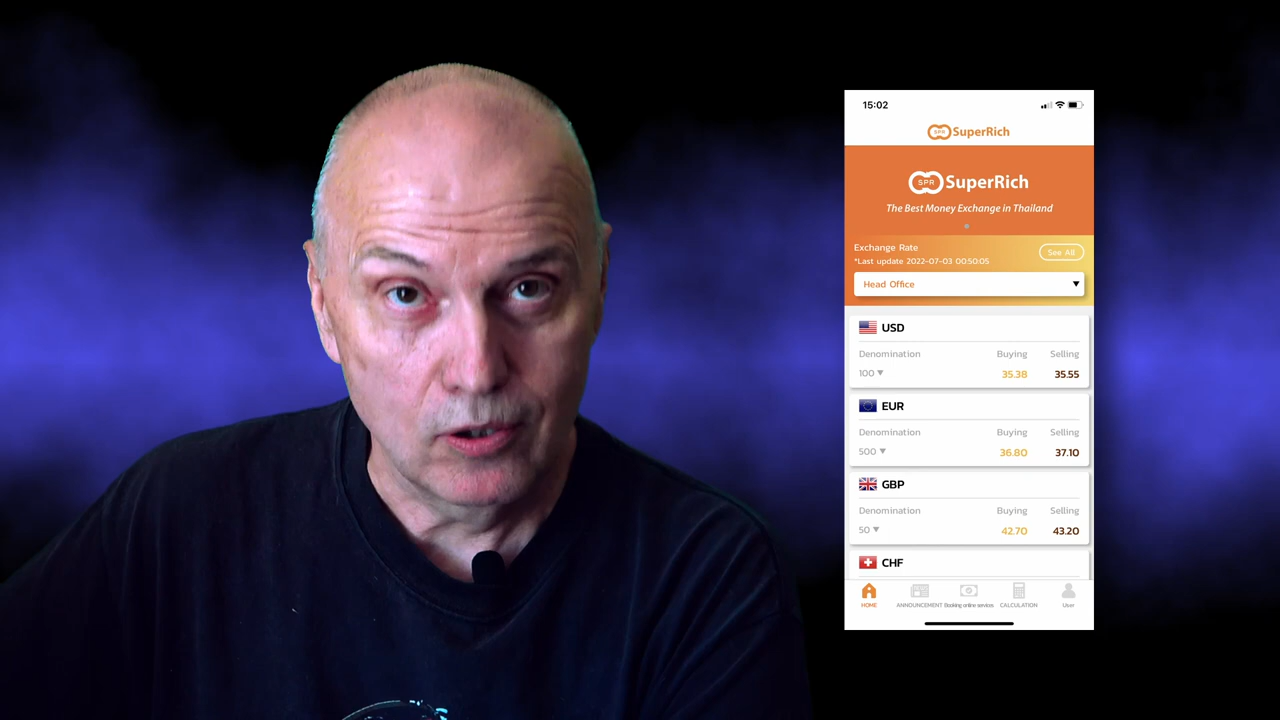 15:02
SPR SuperRich
SPR SuperRich
The Best Money Exchange in Thailand
Exchange Rate
See All
*Last update 2022-07-03 00:50:05
Head Office
USD
Denomination Buying Selling
100 35.38 35.55
EUR
Denomination Buying Selling
500 36.80 37.10
GBP
Denomination Buying Selling
50 42.70 43.20
CHF
HOME ANNOUNCEMENT Booking online services CALCULATION User